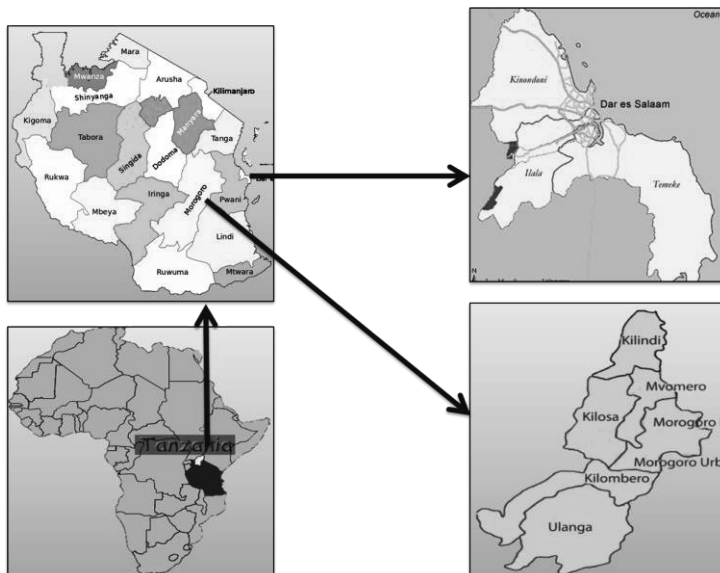 Mara
Mwanza
Arusha
Shinyanga
Kilimanjaro
Kigoma
Manyara
Tabora
Tanga
Singida
Dodoma
Rukwa
Iringa
Morogoro
Pwani
Mbeya
Lindi
Ruwuma
Mtwara
Ocean
Kinondoni
Dar es Salaam
Ilala
Temeke
N
Tanzania
Kilindi
Mvomero
Kilosa
Morogoro
Morogoro Urb
Kilombero
Ulanga